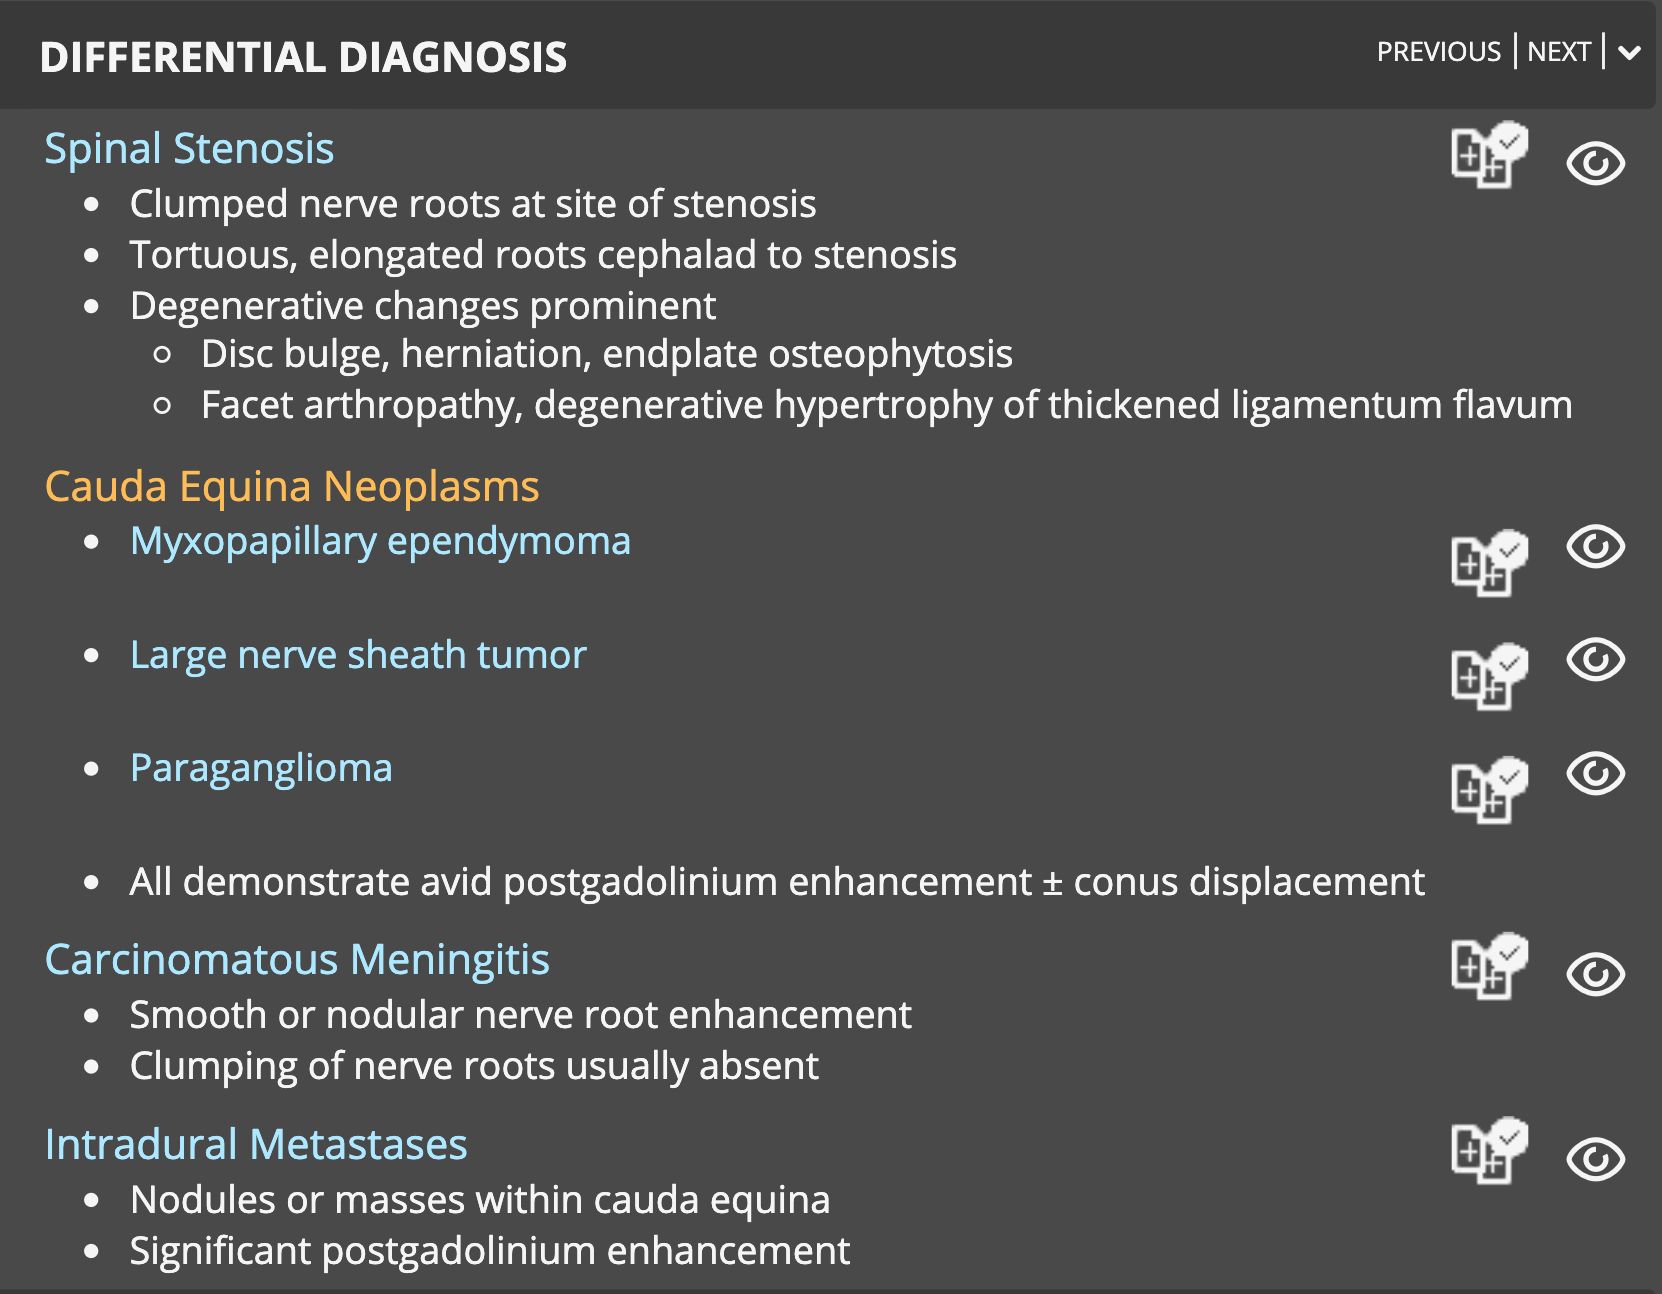 DIFFERENTIAL DIAGNOSIS
PREVIOUS | NEXT |
Spinal Stenosis
• Clumped nerve roots at site of stenosis
• Tortuous, elongated roots cephalad to stenosis
• Degenerative changes prominent
○ Disc bulge, herniation, endplate osteophytosis
○ Facet arthropathy, degenerative hypertrophy of thickened ligamentum flavum
Cauda Equina Neoplasms
• Myxopapillary ependymoma
• Large nerve sheath tumor
• Paraganglioma
• All demonstrate avid postgadolinium enhancement ± conus displacement
Carcinomatous Meningitis
• Smooth or nodular nerve root enhancement
• Clumping of nerve roots usually absent
Intradural Metastases
• Nodules or masses within cauda equina
• Significant postgadolinium enhancement